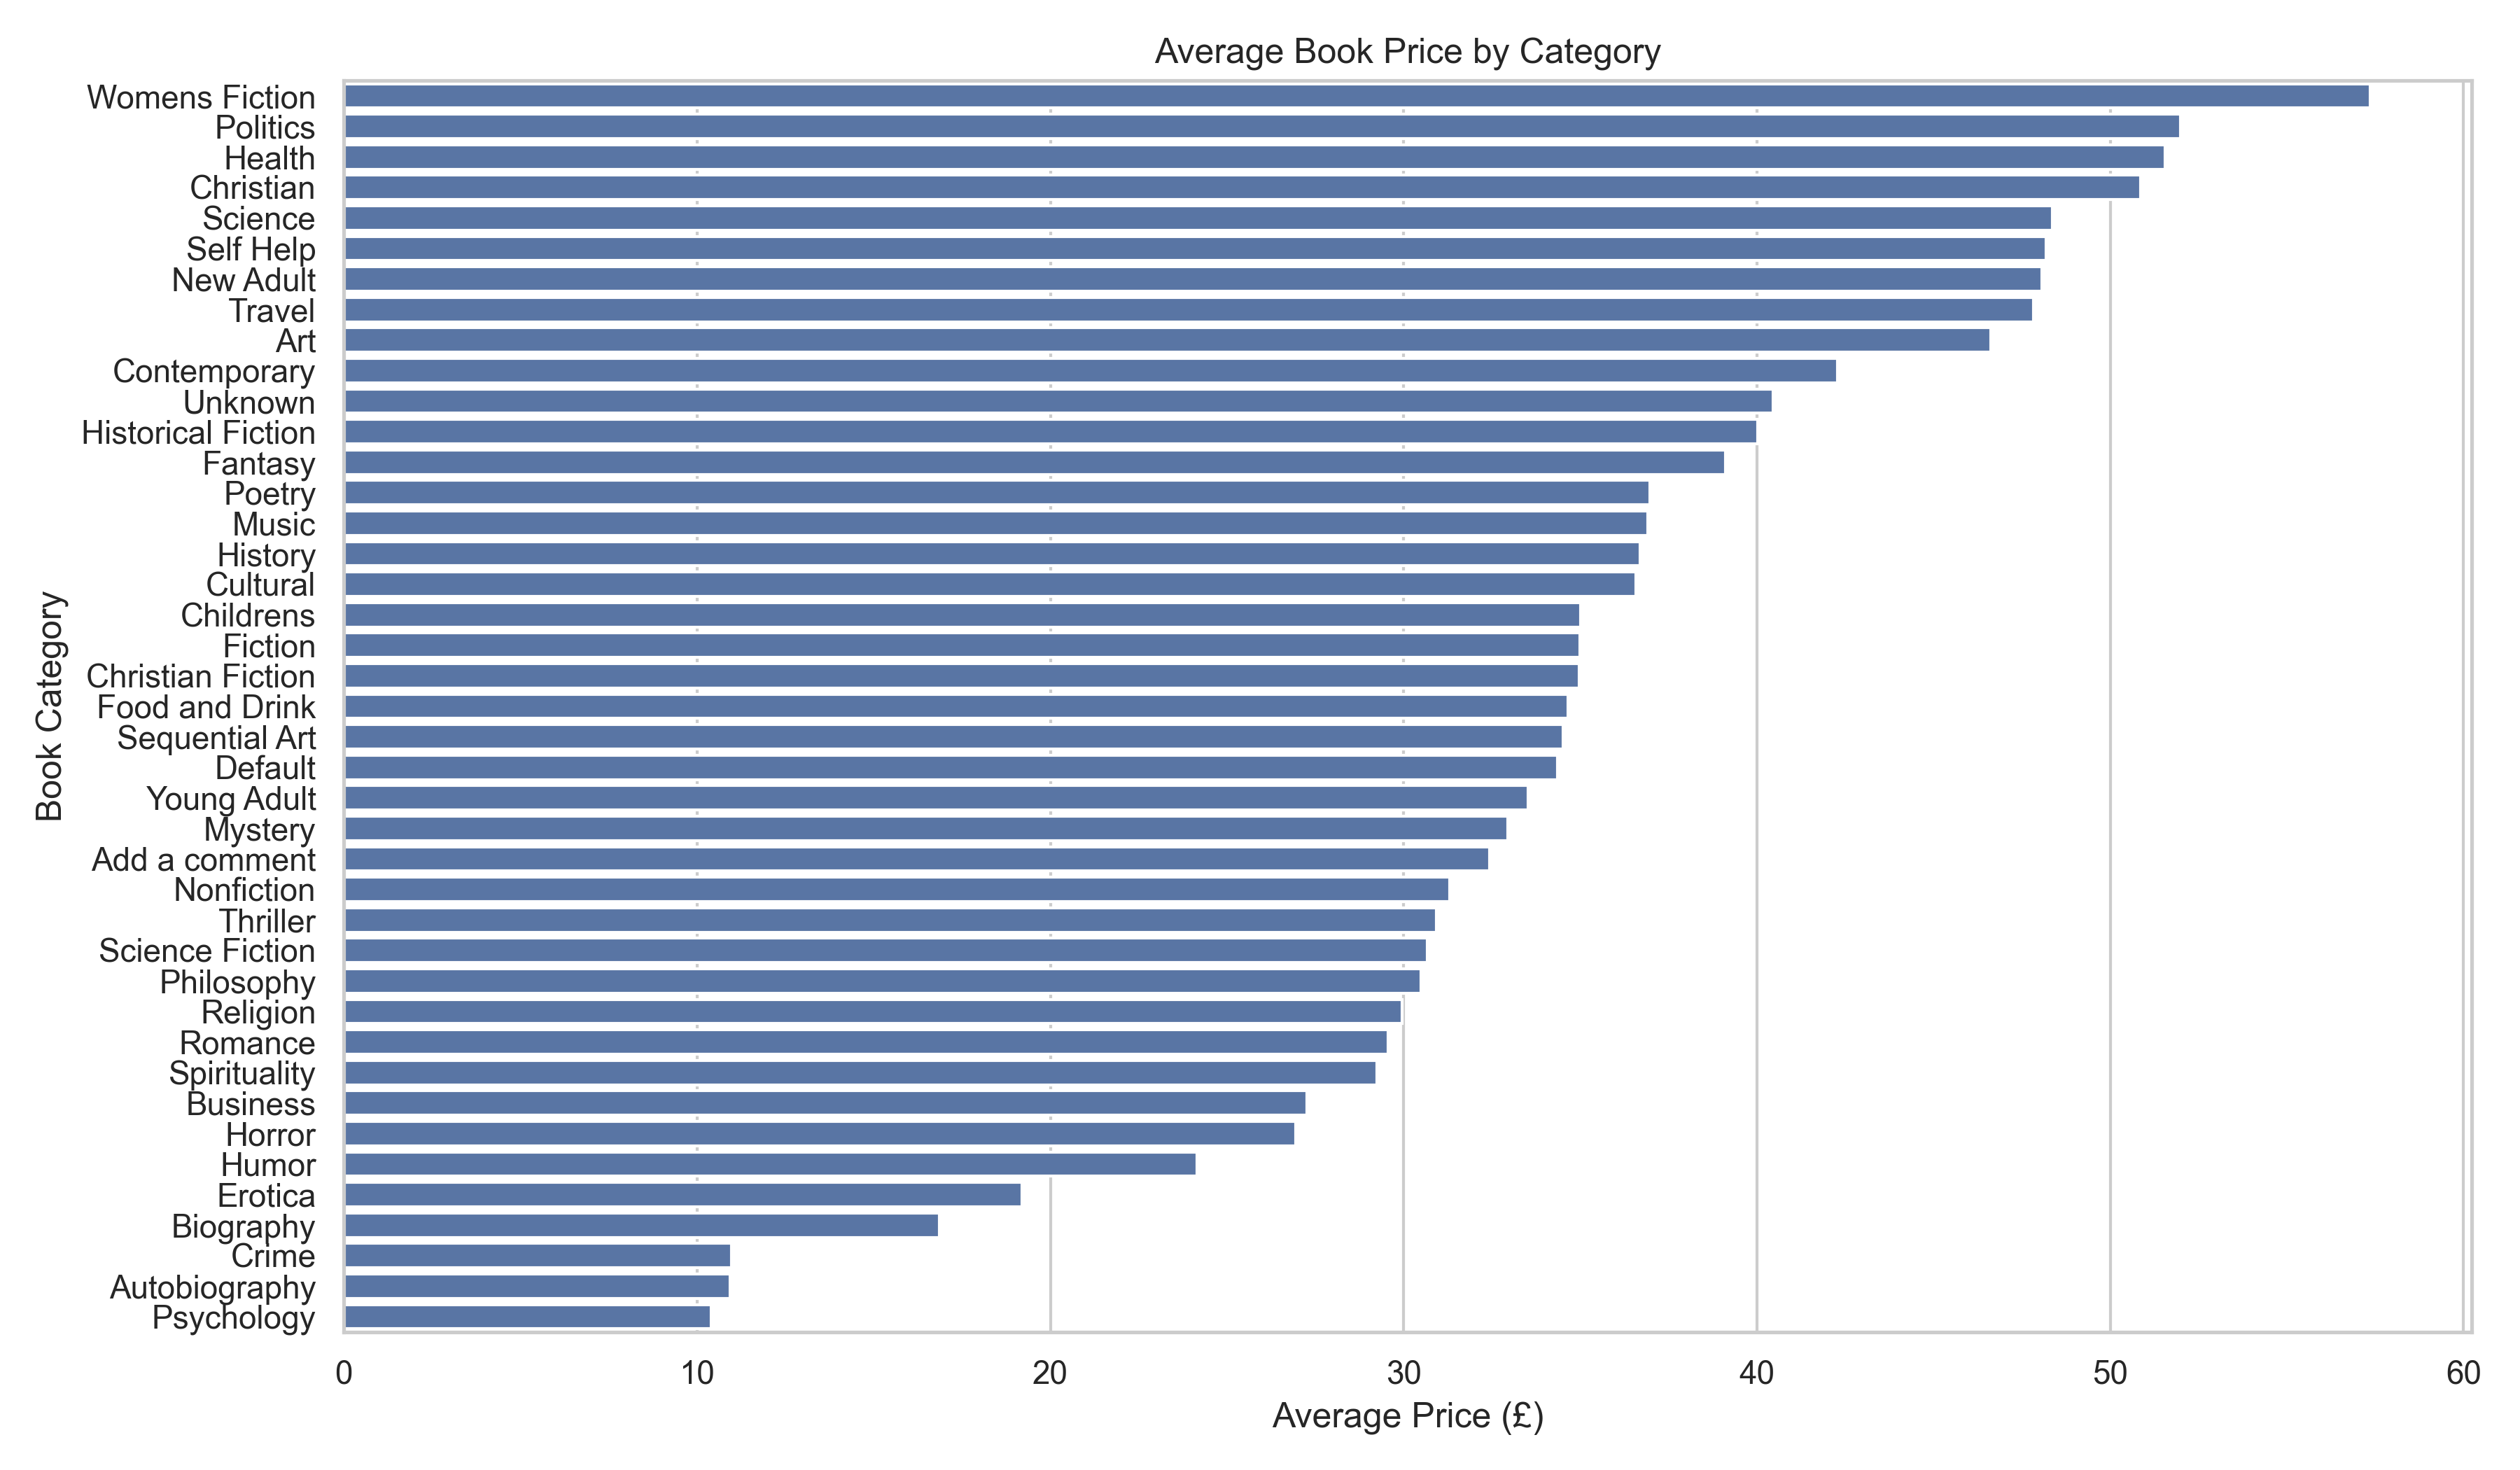 Average Book Price by Category
Womens Fiction
Politics
Health
Christian
Science
Self Help
New Adult
Travel
Art
Contemporary
Unknown
Historical Fiction
Fantasy
Poetry
Music
History
Cultural
Childrens
Fiction
Christian Fiction
Food and Drink
Sequential Art
Default
Young Adult
Mystery
Add a comment
Nonfiction
Thriller
Science Fiction
Philosophy
Religion
Romance
Spirituality
Business
Horror
Humor
Erotica
Biography
Crime
Autobiography
Psychology
Book Category
0 10 20 30 40 50 60
Average Price (£)